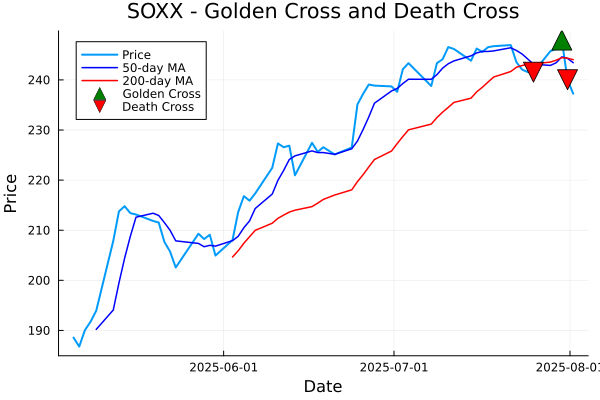 SOXX - Golden Cross and Death Cross
Price
50-day MA
200-day MA
Golden Cross
Death Cross
Price
240
230
220
210
200
190
2025-06-01
2025-07-01
2025-08-01
Date